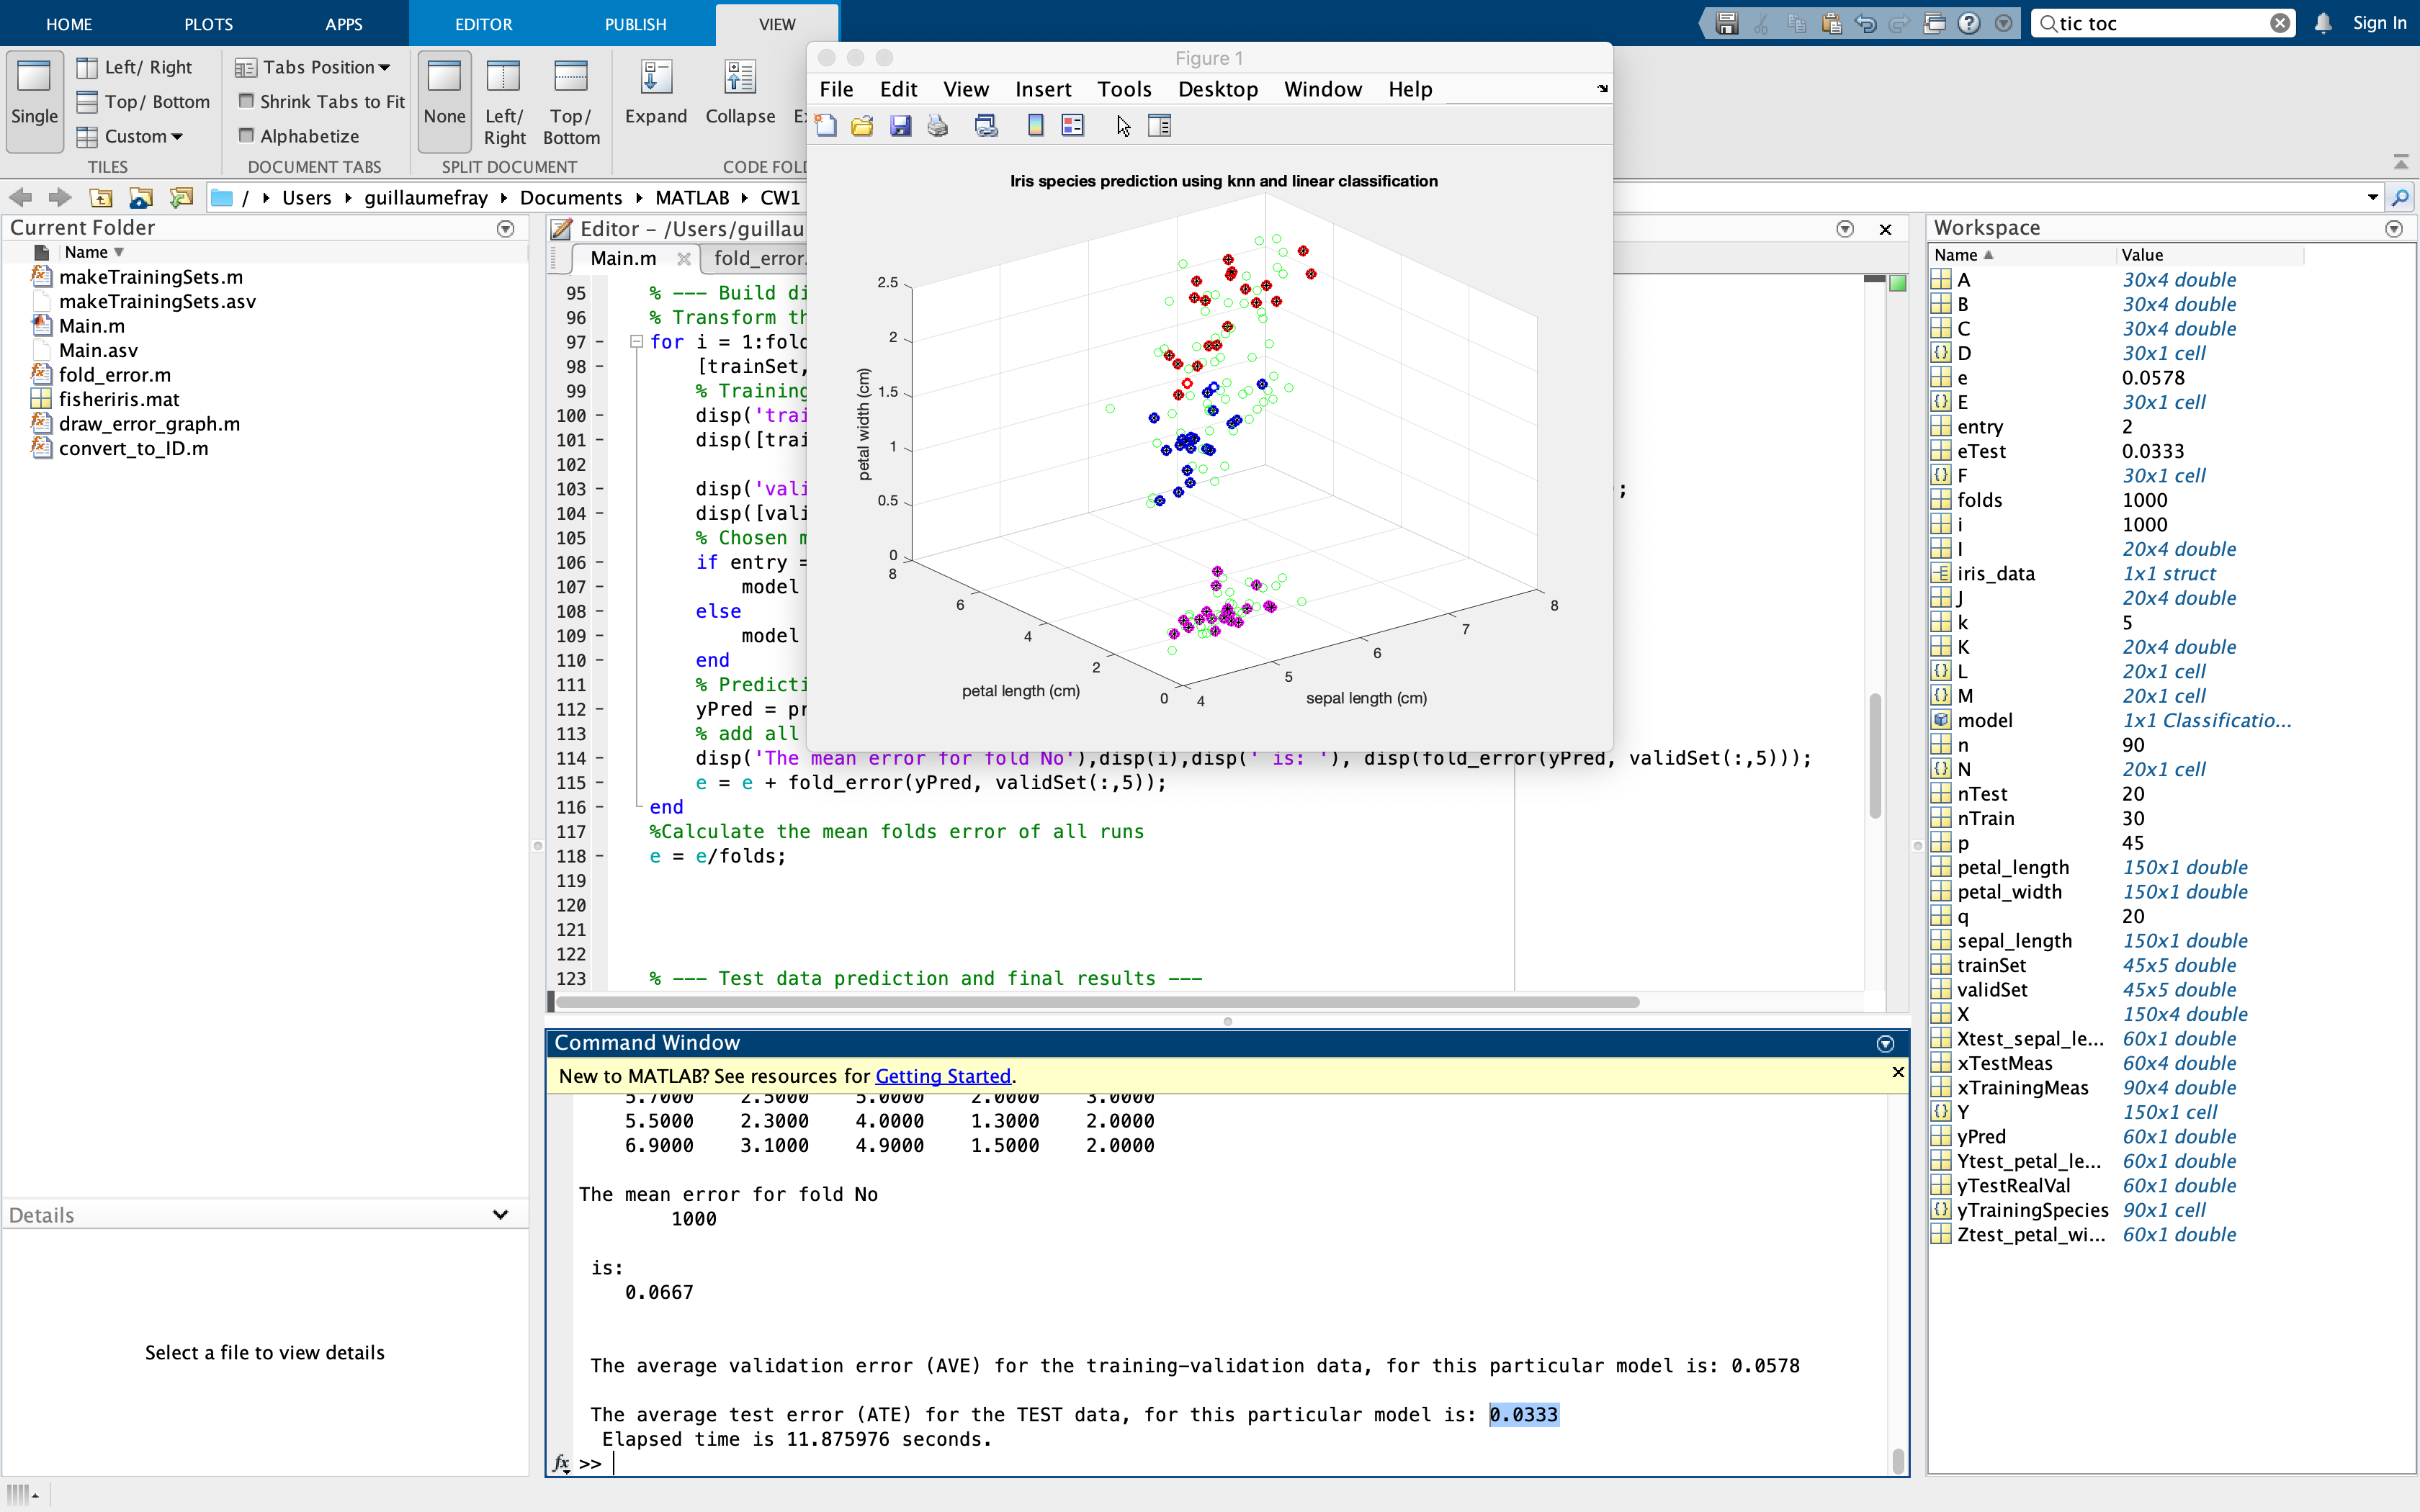 HOME PLOTS APPS EDITOR PUBLISH VIEW
tic toc
Sign In
Single
Left/ Right
Top/ Bottom
Custom
TILES
Tabs Position
Shrink Tabs to Fit
Alphabetize
DOCUMENT TABS
None
Left/ Right
Top/ Bottom
SPLIT DOCUMENT
Expand
Collapse
CODE FOL
/ Users guillaumefray Documents MATLAB CW1
Current Folder
Name
makeTrainingSets.m
makeTrainingSets.asv
Main.m
Main.asv
fold_error.m
fisheriris.mat
draw_error_graph.m
convert_to_ID.m
Details
Select a file to view details
Editor – /Users/guillau
Main.m
fold_error.
95 % --- Build di
96 % Transform th
97 – for i = 1:fold
98 – [trainSet,
99 % Training
100 – disp('trai
101 – disp([trai
102
103 – disp('vali ;
104 – disp([vali
105 % Chosen m
106 – if entry =
107 – model
108 – else
109 – model
110 – end
111 % Predicti
112 – yPred = pr
113 % add all
114 – disp('The mean error for fold No'),disp(i),disp(' is: '), disp(fold_error(yPred, validSet(:,5)));
115 – e = e + fold_error(yPred, validSet(:,5));
116 – end
117 %Calculate the mean folds error of all runs
118 – e = e/folds;
119
120
121
122
123 % --- Test data prediction and final results ---
Figure 1
File Edit View Insert Tools Desktop Window Help
Iris species prediction using knn and linear classification
2.5
2
1.5
1
0.5
0
petal width (cm)
8
6
4
2
0
petal length (cm)
4
5
6
7
8
sepal length (cm)
Command Window
New to MATLAB? See resources for Getting Started.
5.7000 2.5000 5.0000 2.0000 3.0000
5.5000 2.3000 4.0000 1.3000 2.0000
6.9000 3.1000 4.9000 1.5000 2.0000
The mean error for fold No
1000
is:
0.0667
The average validation error (AVE) for the training-validation data, for this particular model is: 0.0578
The average test error (ATE) for the TEST data, for this particular model is: 0.0333
Elapsed time is 11.875976 seconds.
fx >>
Workspace
Name Value
A 30x4 double
B 30x4 double
C 30x4 double
D 30x1 cell
e 0.0578
E 30x1 cell
entry 2
eTest 0.0333
F 30x1 cell
folds 1000
i 1000
I 20x4 double
iris_data 1x1 struct
J 20x4 double
k 5
K 20x4 double
L 20x1 cell
M 20x1 cell
model 1x1 Classificatio...
n 90
N 20x1 cell
nTest 20
nTrain 30
p 45
petal_length 150x1 double
petal_width 150x1 double
q 20
sepal_length 150x1 double
trainSet 45x5 double
validSet 45x5 double
X 150x4 double
Xtest_sepal_le... 60x1 double
xTestMeas 60x4 double
xTrainingMeas 90x4 double
Y 150x1 cell
yPred 60x1 double
Ytest_petal_le... 60x1 double
yTestRealVal 60x1 double
yTrainingSpecies 90x1 cell
Ztest_petal_wi... 60x1 double